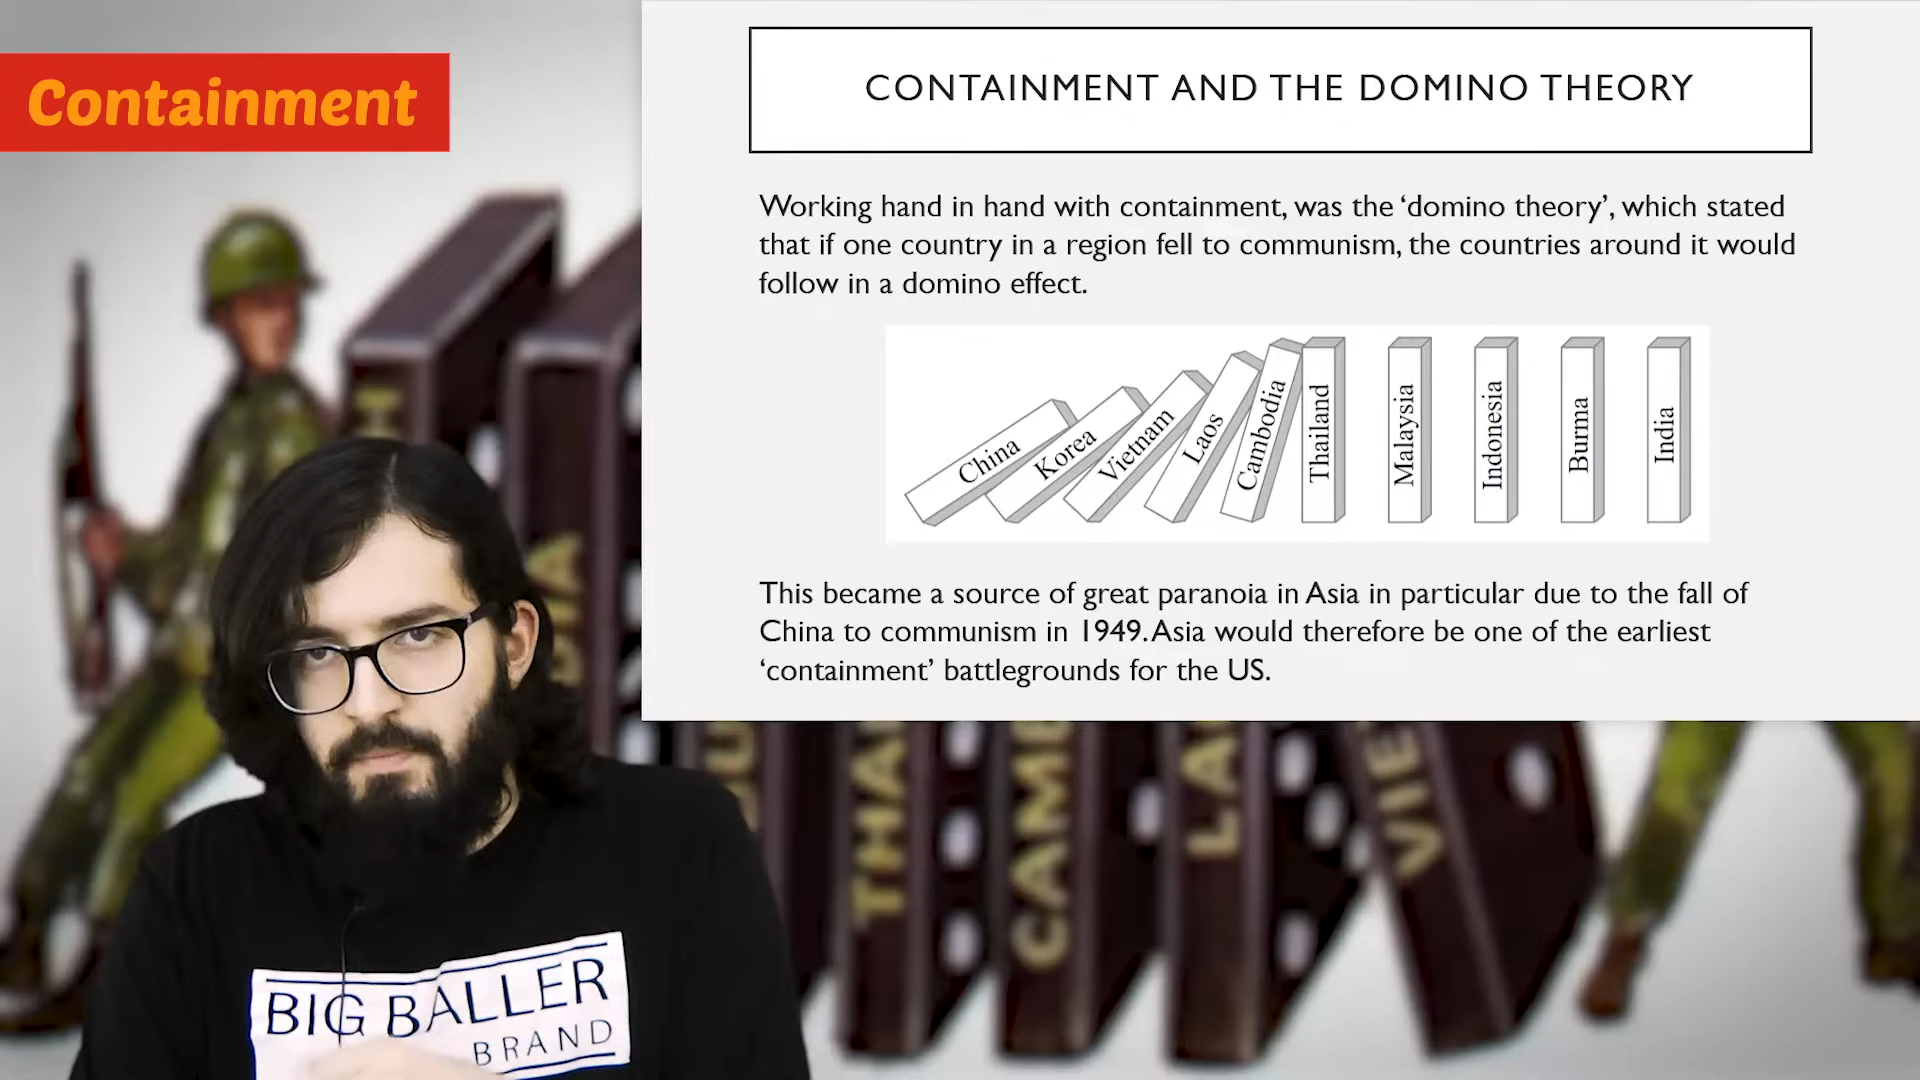 Containment
CONTAINMENT AND THE DOMINO THEORY
Working hand in hand with containment, was the ‘domino theory’, which stated
that if one country in a region fell to communism, the countries around it would
follow in a domino effect.
China
Korea
Vietnam
Laos
Cambodia
Thailand
Malaysia
Indonesia
Burma
India
This became a source of great paranoia in Asia in particular due to the fall of
China to communism in 1949. Asia would therefore be one of the earliest
‘containment’ battlegrounds for the US.
THA
CAMB
LA
VIE
BIG BALLER
BRAND